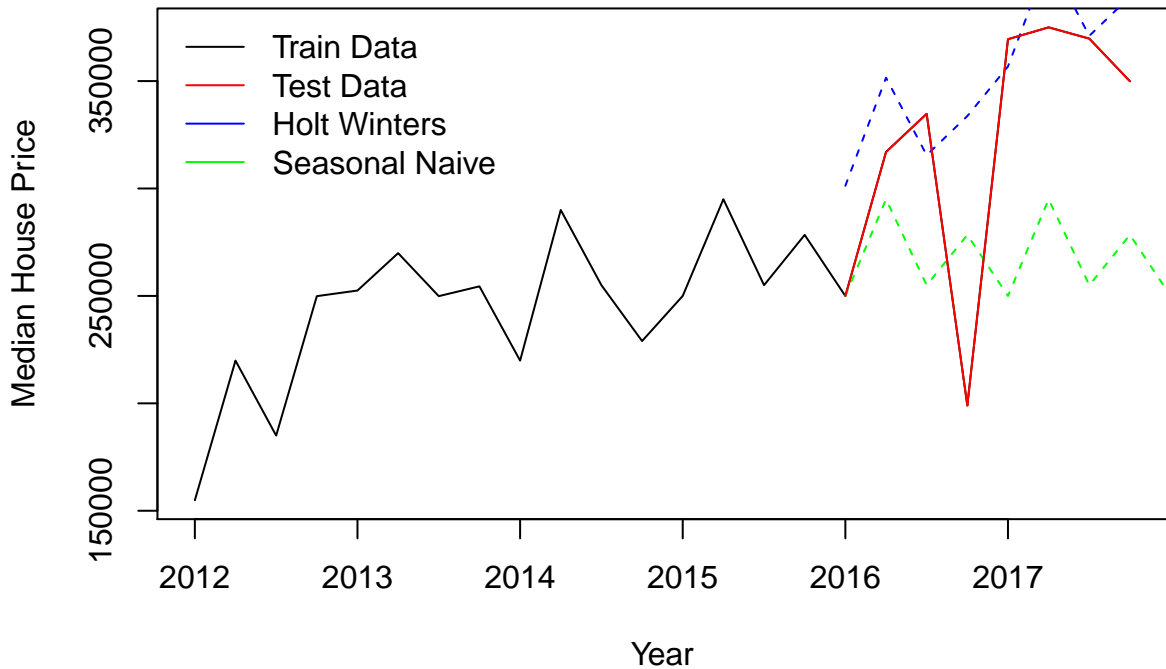 Train Data
Test Data
Holt Winters
Seasonal Naive
Median House Price
350000
250000
150000
2012 2013 2014 2015 2016 2017
Year